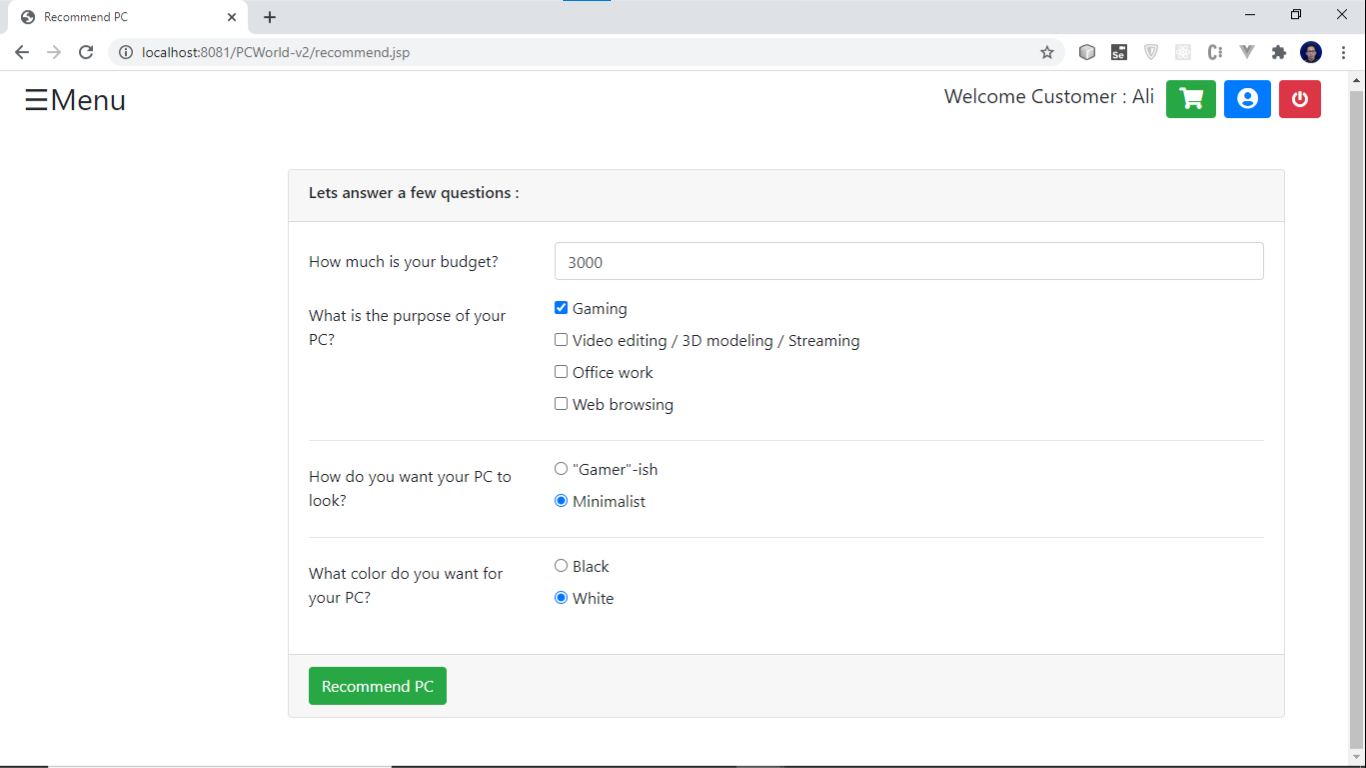 Recommend PC
localhost:8081/PCWorld-v2/recommend.jsp
Se
☰Menu
Welcome Customer : Ali
Lets answer a few questions :
How much is your budget?
3000
What is the purpose of your
PC?
Gaming
Video editing / 3D modeling / Streaming
Office work
Web browsing
How do you want your PC to
look?
"Gamer"-ish
Minimalist
What color do you want for
your PC?
Black
White
Recommend PC